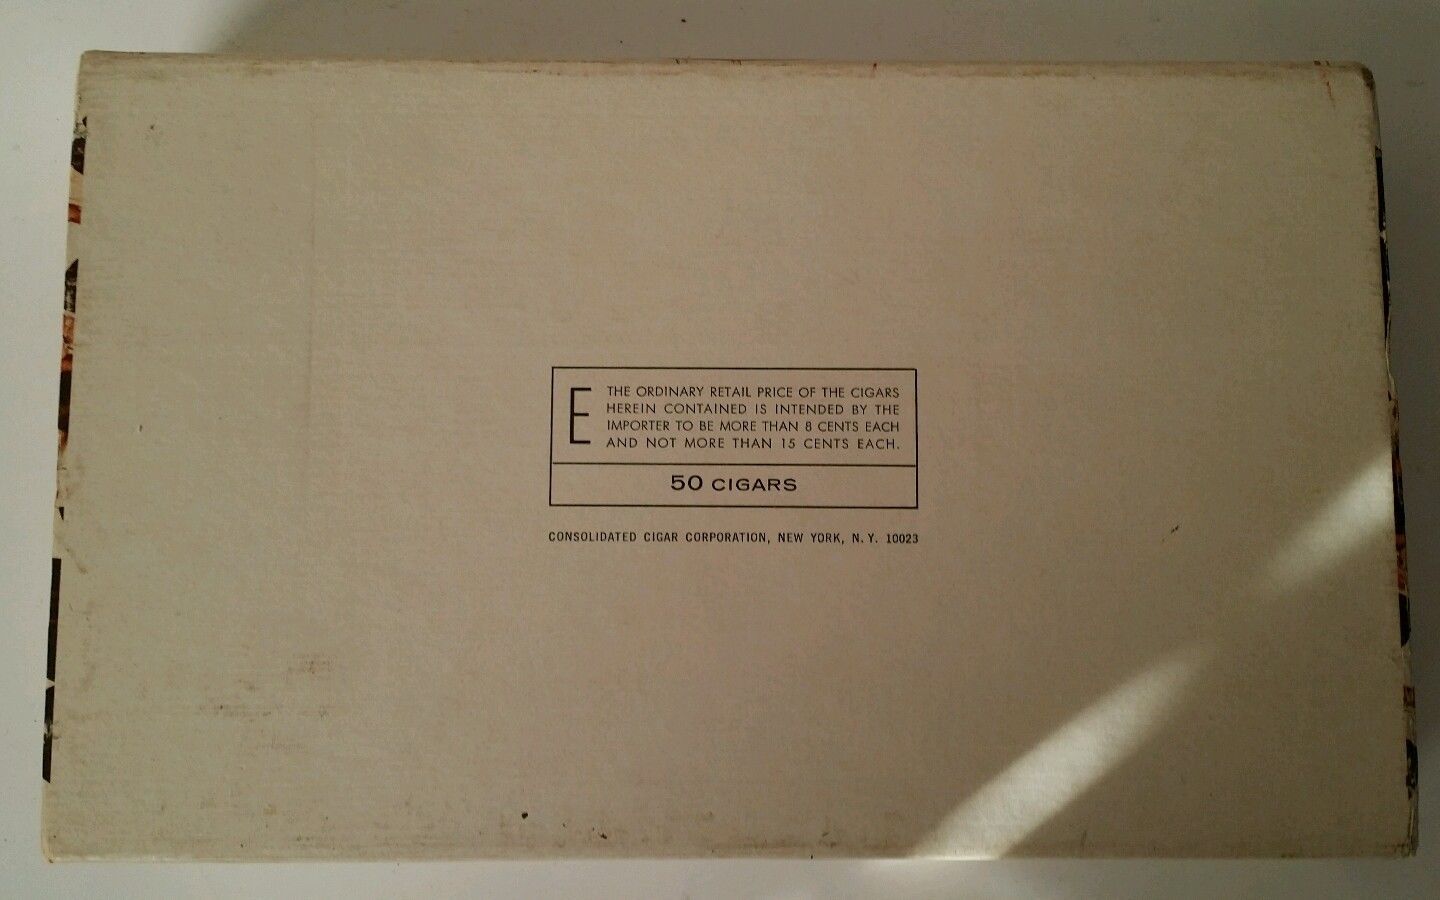 E
THE ORDINARY RETAIL PRICE OF THE CIGARS
HEREIN CONTAINED IS INTENDED BY THE
IMPORTER TO BE MORE THAN 8 CENTS EACH
AND NOT MORE THAN 15 CENTS EACH.
50 CIGARS
CONSOLIDATED CIGAR CORPORATION, NEW YORK, N. Y. 10023